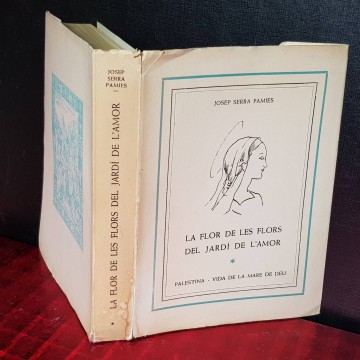 JOSEP
SERRA
PAMIES
LA FLOR DE LES FLORS DEL JARDÍ DE L'AMOR
*
JOSEP SERRA PAMIES
LA FLOR DE LES FLORS
DEL JARDÍ DE L'AMOR
*
PALESTINA - VIDA DE LA MARE DE DÉU